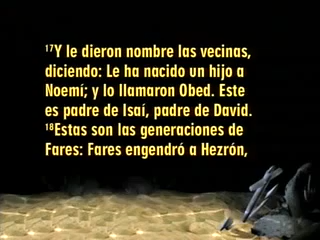 ¹⁷Y le dieron nombre las vecinas,
diciendo: Le ha nacido un hijo a
Noemí; y lo llamaron Obed. Este
es padre de Isaí, padre de David.
¹⁸Estas son las generaciones de
Fares: Fares engendró a Hezrón,